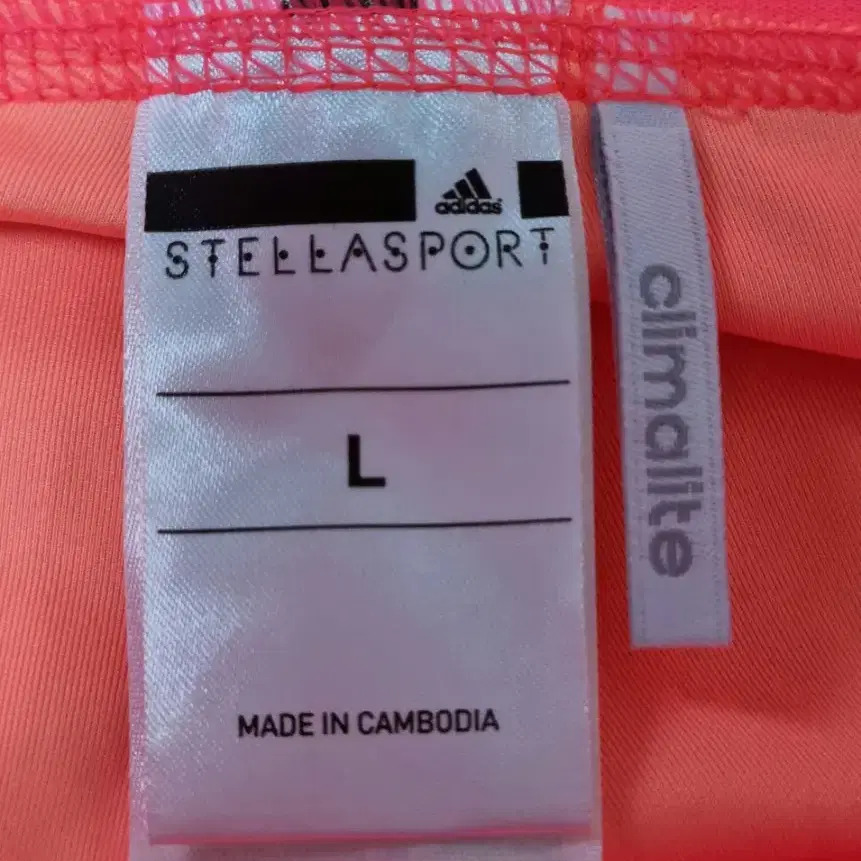 adidas
STELLASPORT
L
MADE IN CAMBODIA
climalite